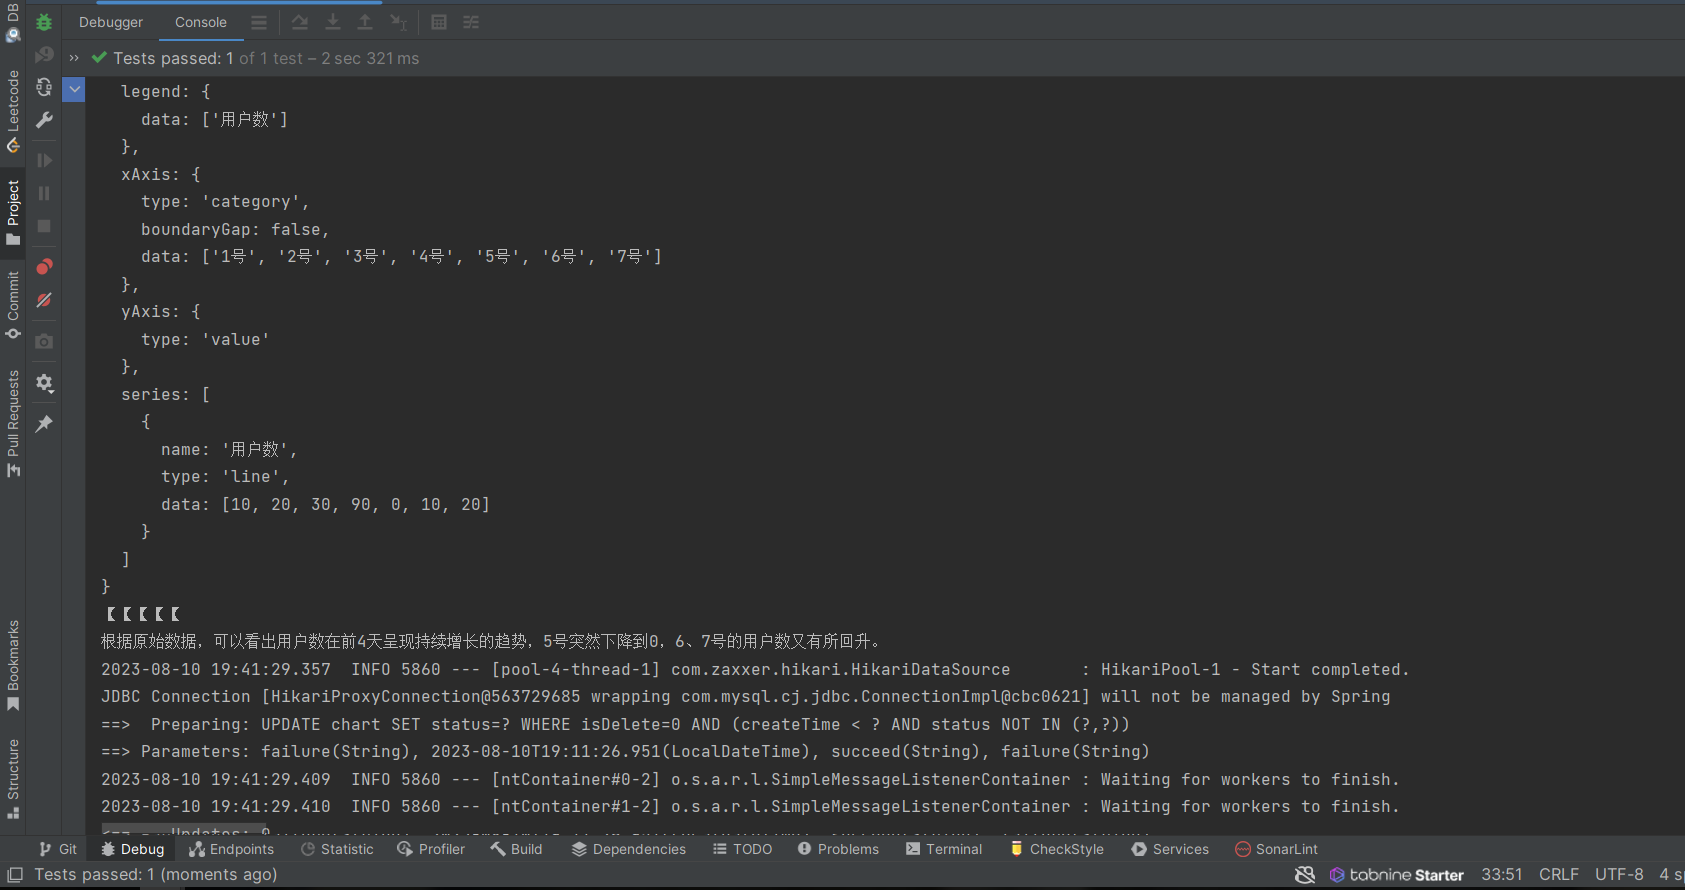 DB
Leetcode
Project
Commit
Pull Requests
Bookmarks
Structure
Debugger
Console
Tests passed: 1 of 1 test – 2 sec 321 ms
legend: {
data: ['用户数']
},
xAxis: {
type: 'category',
boundaryGap: false,
data: ['1号', '2号', '3号', '4号', '5号', '6号', '7号']
},
yAxis: {
type: 'value'
},
series: [
{
name: '用户数',
type: 'line',
data: [10, 20, 30, 90, 0, 10, 20]
}
]
}
【【【【【
根据原始数据，可以看出用户数在前4天呈现持续增长的趋势，5号突然下降到0，6、7号的用户数又有所回升。
2023-08-10 19:41:29.357  INFO 5860 --- [pool-4-thread-1] com.zaxxer.hikari.HikariDataSource       : HikariPool-1 - Start completed.
JDBC Connection [HikariProxyConnection@563729685 wrapping com.mysql.cj.jdbc.ConnectionImpl@cbc0621] will not be managed by Spring
==>  Preparing: UPDATE chart SET status=? WHERE isDelete=0 AND (createTime < ? AND status NOT IN (?,?))
==> Parameters: failure(String), 2023-08-10T19:11:26.951(LocalDateTime), succeed(String), failure(String)
2023-08-10 19:41:29.409  INFO 5860 --- [ntContainer#0-2] o.s.a.r.l.SimpleMessageListenerContainer : Waiting for workers to finish.
2023-08-10 19:41:29.410  INFO 5860 --- [ntContainer#1-2] o.s.a.r.l.SimpleMessageListenerContainer : Waiting for workers to finish.
Updates: 0
Git
Debug
Endpoints
Statistic
Profiler
Build
Dependencies
TODO
Problems
Terminal
CheckStyle
Services
SonarLint
Tests passed: 1 (moments ago)
tabnine Starter
33:51
CRLF
UTF-8
4